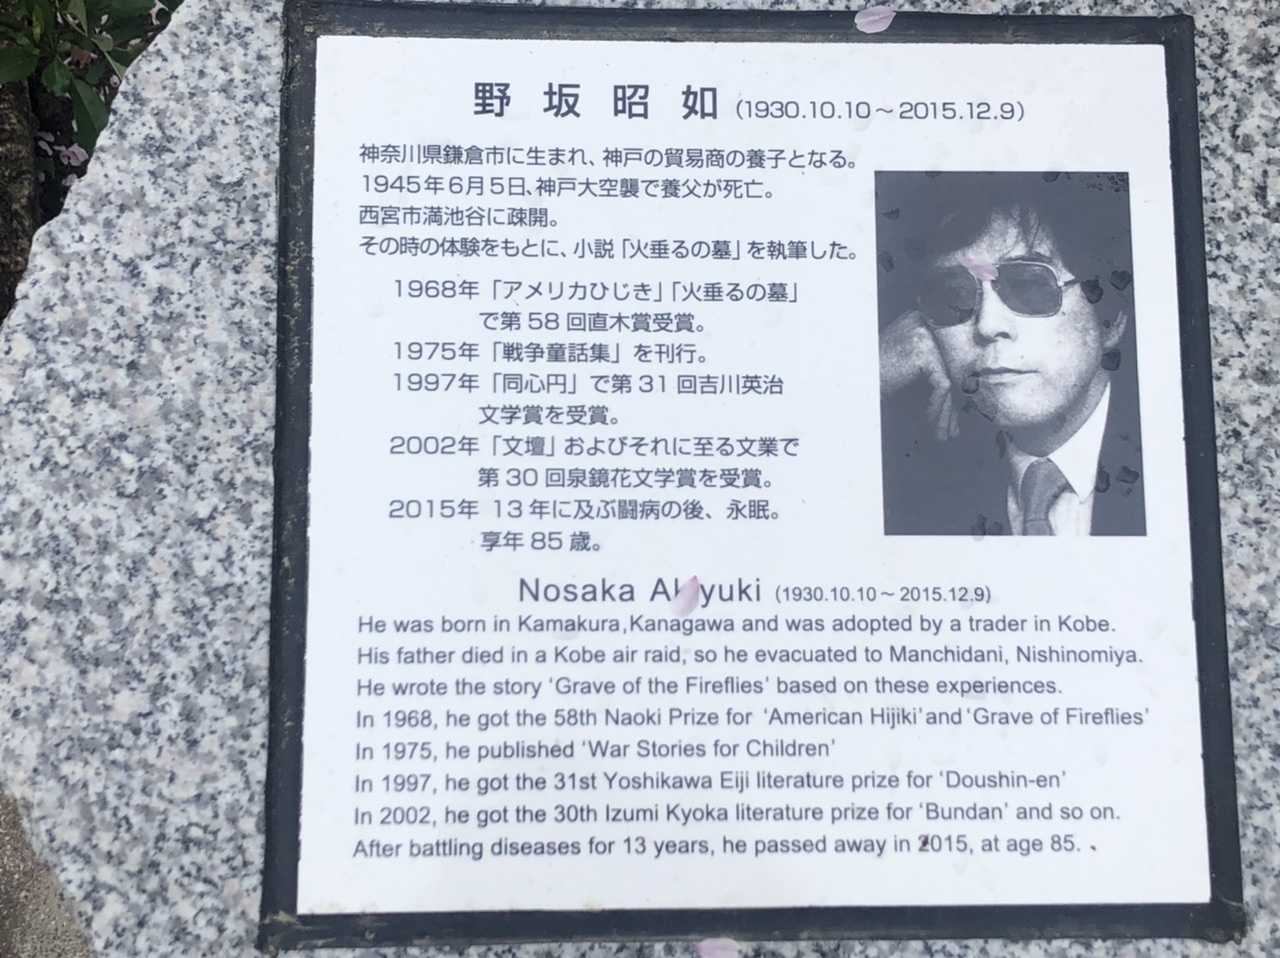 野坂昭如 (1930.10.10～2015.12.9)
神奈川県鎌倉市に生まれ、神戸の貿易商の養子となる。
1945年6月5日、神戸大空襲で養父が死亡。
西宮市満池谷に疎開。
その時の体験をもとに、小説「火垂るの墓」を執筆した。
1968年「アメリカひじき」「火垂るの墓」
で第58回直木賞受賞。
1975年「戦争童話集」を刊行。
1997年「同心円」で第31回吉川英治
文学賞を受賞。
2002年「文壇」およびそれに至る文業で
第30回泉鏡花文学賞を受賞。
2015年 13年に及ぶ闘病の後、永眠。
享年85歳。
Nosaka Akiyuki (1930.10.10～2015.12.9)
He was born in Kamakura,Kanagawa and was adopted by a trader in Kobe.
His father died in a Kobe air raid, so he evacuated to Manchidani, Nishinomiya.
He wrote the story ‘Grave of the Fireflies’ based on these experiences.
In 1968, he got the 58th Naoki Prize for ‘American Hijiki’ and ‘Grave of Fireflies’
In 1975, he published ‘War Stories for Children’
In 1997, he got the 31st Yoshikawa Eiji literature prize for ‘Doushin-en’
In 2002, he got the 30th Izumi Kyoka literature prize for ‘Bundan’ and so on.
After battling diseases for 13 years, he passed away in 2015, at age 85.